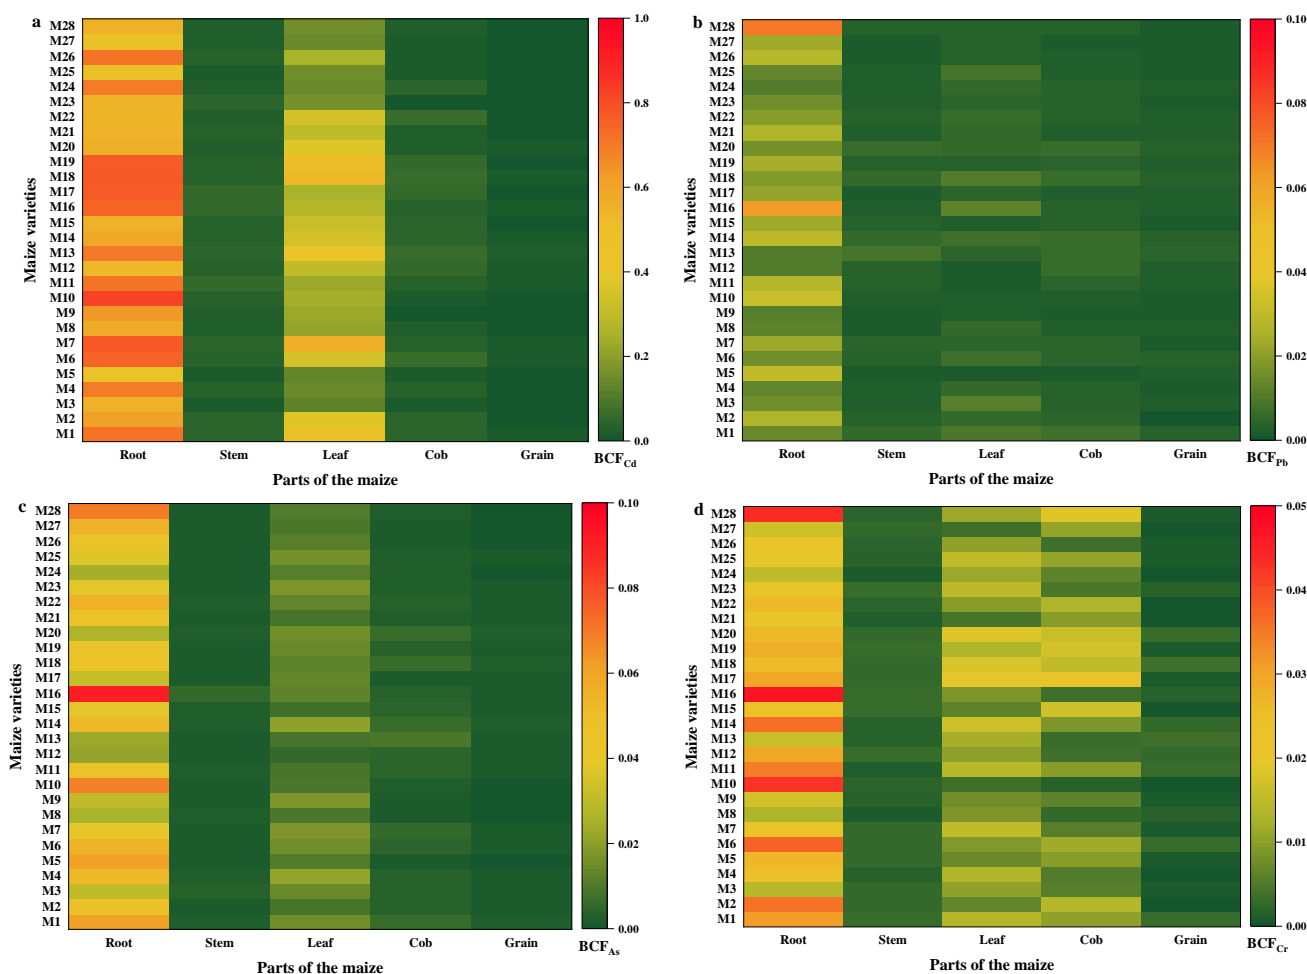 a
Maize varieties
M28
M27
M26
M25
M24
M23
M22
M21
M20
M19
M18
M17
M16
M15
M14
M13
M12
M11
M10
M9
M8
M7
M6
M5
M4
M3
M2
M1
Root Stem Leaf Cob Grain
Parts of the maize
1.0
0.8
0.6
0.4
0.2
0.0
BCFCd
b
Maize varieties
M28
M27
M26
M25
M24
M23
M22
M21
M20
M19
M18
M17
M16
M15
M14
M13
M12
M11
M10
M9
M8
M7
M6
M5
M4
M3
M2
M1
Root Stem Leaf Cob Grain
Parts of the maize
0.10
0.08
0.06
0.04
0.02
0.00
BCFPb
c
Maize varieties
M28
M27
M26
M25
M24
M23
M22
M21
M20
M19
M18
M17
M16
M15
M14
M13
M12
M11
M10
M9
M8
M7
M6
M5
M4
M3
M2
M1
Root Stem Leaf Cob Grain
Parts of the maize
0.10
0.08
0.06
0.04
0.02
0.00
BCFAs
d
Maize varieties
M28
M27
M26
M25
M24
M23
M22
M21
M20
M19
M18
M17
M16
M15
M14
M13
M12
M11
M10
M9
M8
M7
M6
M5
M4
M3
M2
M1
Root Stem Leaf Cob Grain
Parts of the maize
0.05
0.04
0.03
0.02
0.01
0.00
BCFCr